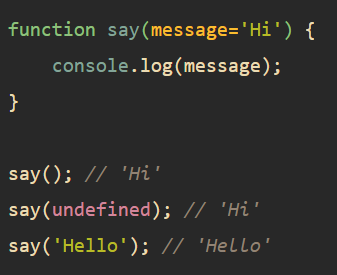 function say(message='Hi') {
    console.log(message);
}

say(); // 'Hi'
say(undefined); // 'Hi'
say('Hello'); // 'Hello'